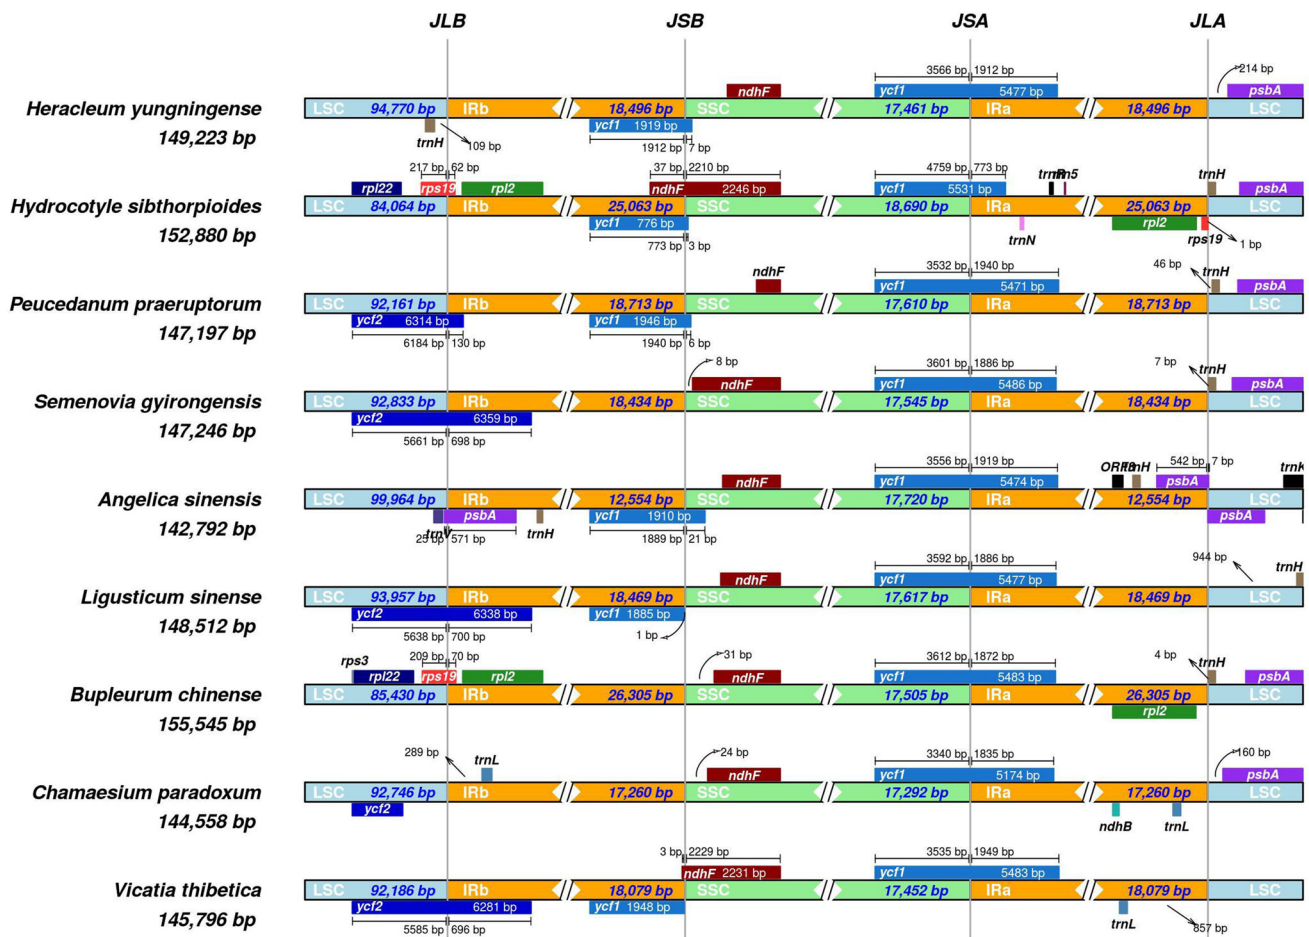 JLB JSB JSA JLA
3566 bp 1912 bp 214 bp
ndhF ycf1 5477 bp psbA
Heracleum yungningense LSC 94,770 bp IRb 18,496 bp SSC 17,461 bp IRa 18,496 bp LSC
149,223 bp trnH 109 bp ycf1 1919 bp
1912 bp 7 bp
217 bp 62 bp 37 bp 2210 bp 4759 bp 773 bp
rpl22 rps19 rpl2 ndhF 2246 bp ycf1 5531 bp trnH psbA
Hydrocotyle sibthorpioides LSC 84,064 bp IRb 25,063 bp SSC 18,690 bp IRa 25,063 bp LSC
152,880 bp ycf1 776 bp trnN rpl2 rps19 1 bp
773 bp 3 bp
3532 bp 1940 bp 46 bp trnH
ndhF ycf1 5471 bp psbA
Peucedanum praeruptorum LSC 92,161 bp IRb 18,713 bp SSC 17,610 bp IRa 18,713 bp LSC
147,197 bp ycf2 6314 bp ycf1 1946 bp
6184 bp 130 bp 1940 bp 6 bp
8 bp 3601 bp 1886 bp 7 bp trnH
ndhF ycf1 5486 bp psbA
Semenovia gyirongensis LSC 92,833 bp IRb 18,434 bp SSC 17,545 bp IRa 18,434 bp LSC
147,246 bp ycf2 6359 bp
5661 bp 698 bp
3556 bp 1919 bp 542 bp 7 bp
ndhF ycf1 5474 bp psbA
Angelica sinensis LSC 99,964 bp IRb 12,554 bp SSC 17,720 bp IRa 12,554 bp LSC
142,792 bp psbA trnH ycf1 1910 bp psbA
571 bp 1889 bp 21 bp
3592 bp 1886 bp 944 bp trnH
ndhF ycf1 5477 bp
Ligusticum sinense LSC 93,957 bp IRb 18,469 bp SSC 17,617 bp IRa 18,469 bp LSC
148,512 bp ycf2 6338 bp ycf1 1885 bp
5638 bp 700 bp 1 bp
rps3 209 bp 70 bp 31 bp 3612 bp 1872 bp 4 bp trnH
rpl22 rps19 rpl2 ndhF ycf1 5483 bp psbA
Bupleurum chinense LSC 85,430 bp IRb 26,305 bp SSC 17,505 bp IRa 26,305 bp LSC
155,545 bp rpl2
289 bp trnL 24 bp 3340 bp 1835 bp 160 bp
ndhF ycf1 5174 bp psbA
Chamaesium paradoxum LSC 92,746 bp IRb 17,260 bp SSC 17,292 bp IRa 17,260 bp LSC
144,558 bp ycf2 ndhB trnL
3 bp 2229 bp 3535 bp 1949 bp
ndhF 2231 bp ycf1 5483 bp
Vicatia thibetica LSC 92,186 bp IRb 18,079 bp SSC 17,452 bp IRa 18,079 bp LSC
145,796 bp ycf2 6281 bp ycf1 1948 bp trnL 857 bp
5585 bp 696 bp